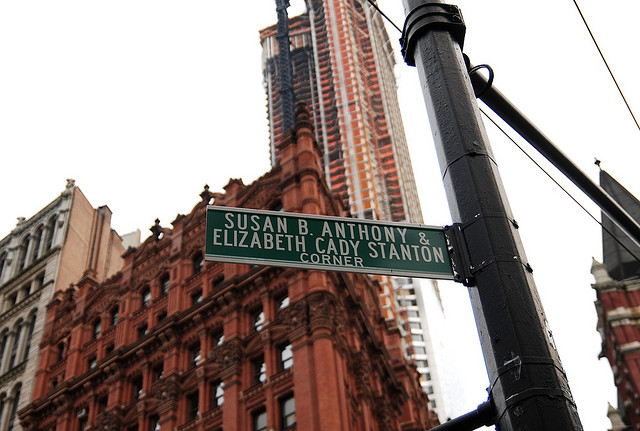 SUSAN B. ANTHONY &
ELIZABETH CADY STANTON
CORNER